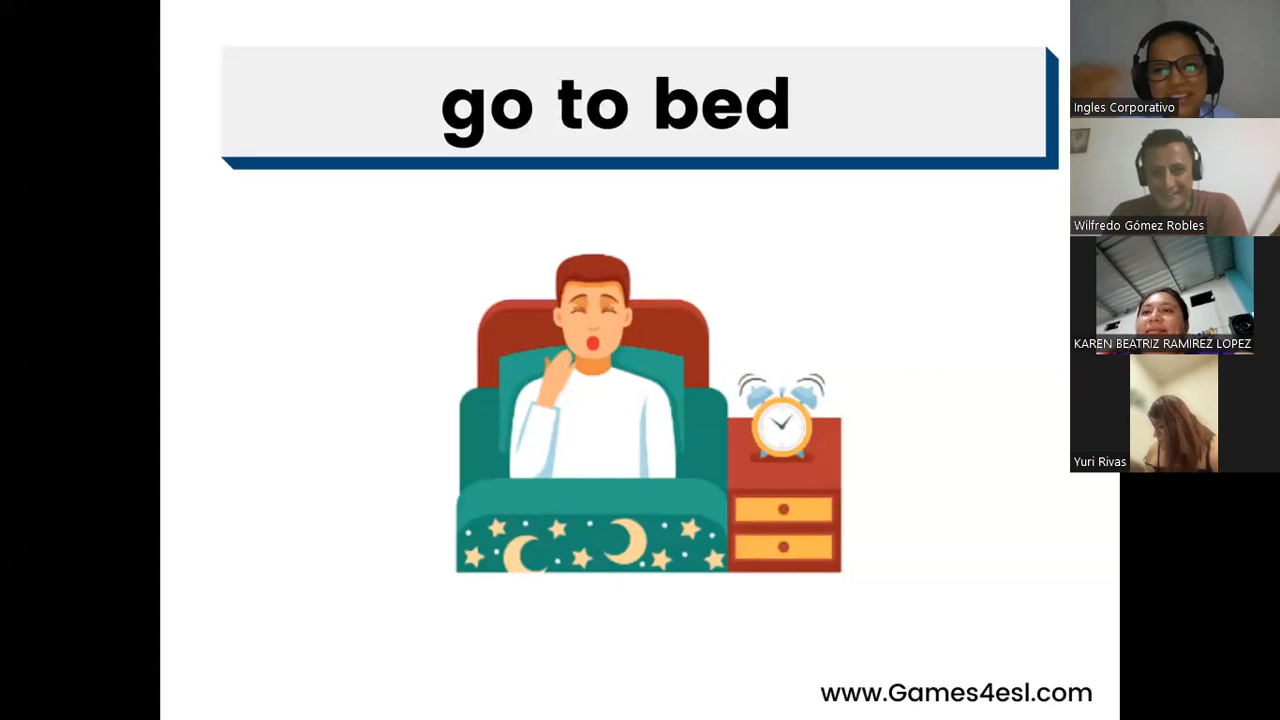 go to bed
Ingles Corporativo
Wilfredo Gómez Robles
KAREN BEATRIZ RAMIREZ LOPEZ
Yuri Rivas
www.Games4esl.com